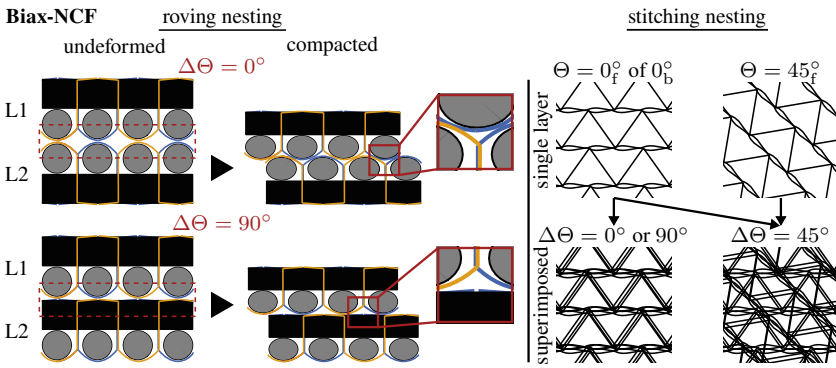 Biax-NCF
roving nesting
stitching nesting
undeformed
compacted
ΔΘ = 0°
L1
L2
ΔΘ = 90°
L1
L2
single layer
Θ = 0°f of 0°b
Θ = 45°f
superimposed
ΔΘ = 0° or 90°
ΔΘ = 45°